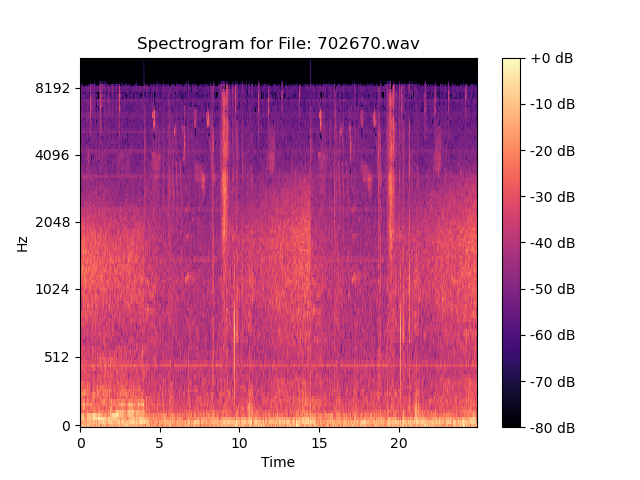 Spectrogram for File: 702670.wav
Hz
8192
4096
2048
1024
512
0
0 5 10 15 20
Time
+0 dB
-10 dB
-20 dB
-30 dB
-40 dB
-50 dB
-60 dB
-70 dB
-80 dB